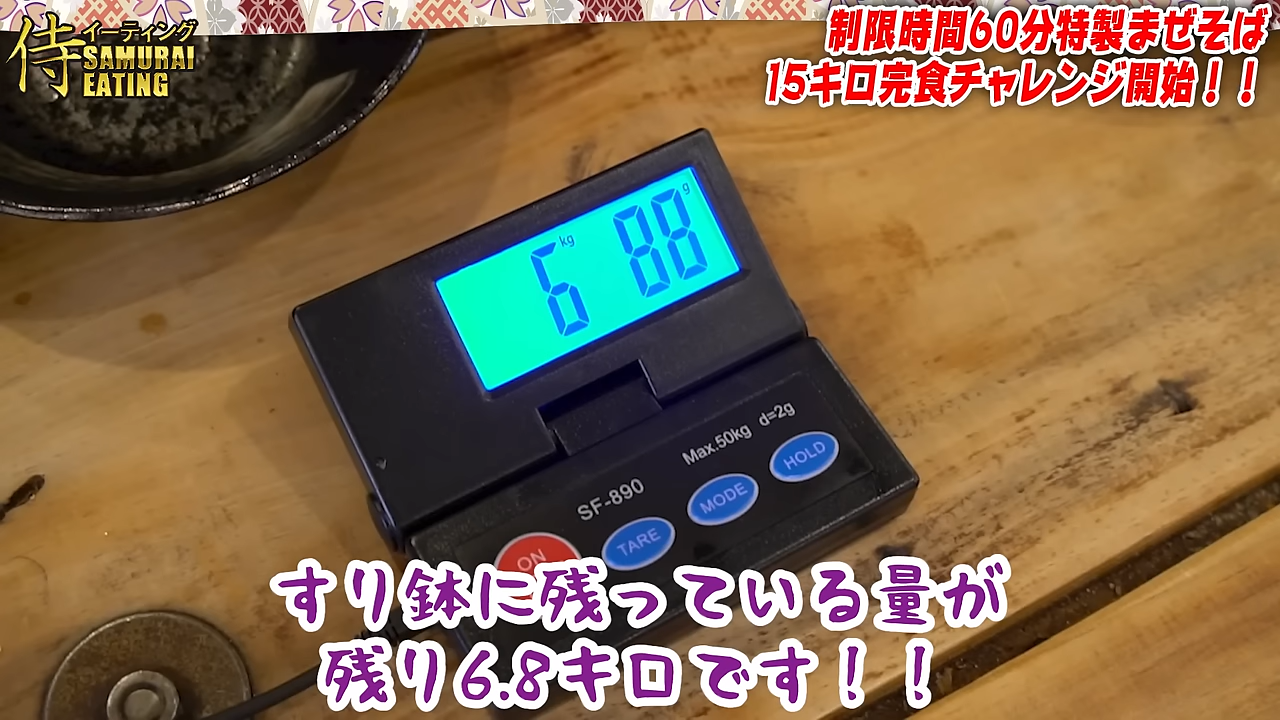 侍イーティング
SAMURAI
EATING
制限時間60分特製まぜそば
15キロ完食チャレンジ開始！！
6 kg 88 g
Max.50kg d=2g
SF-890
ON
TARE
MODE
HOLD
すり鉢に残っている量が
残り6.8キロです！！